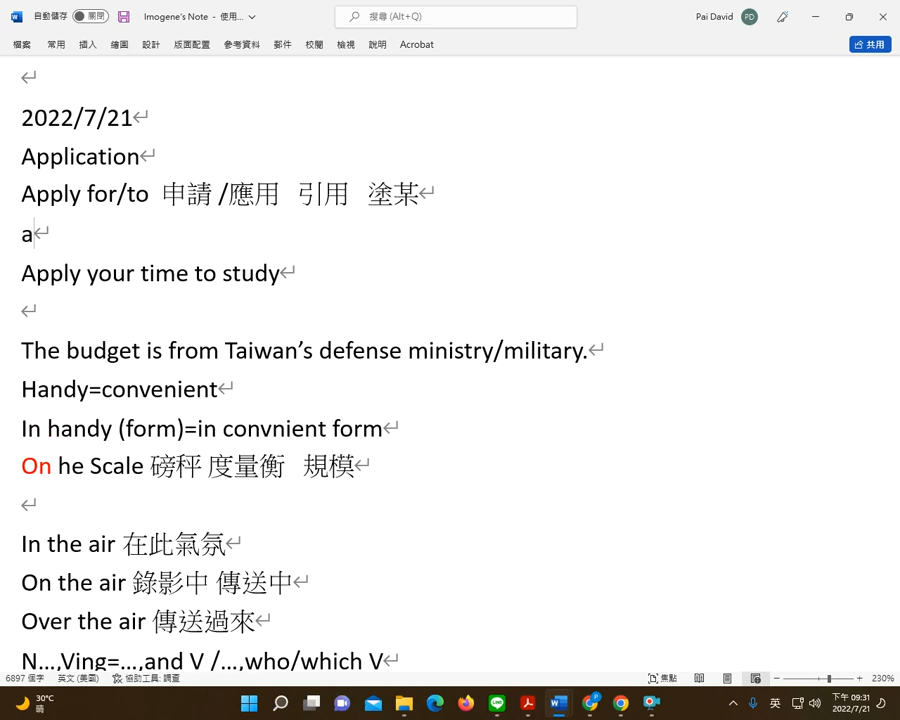 自動儲存 關閉 Imogene's Note - 使用... 搜尋 (Alt+Q) Pai David PD
檔案 常用 插入 繪圖 設計 版面配置 參考資料 郵件 校閱 檢視 說明 Acrobat 共用
2022/7/21
Application
Apply for/to 申請 /應用 引用 塗某
a
Apply your time to study
The budget is from Taiwan's defense ministry/military.
Handy=convenient
In handy (form)=in convnient form
On he Scale 磅秤 度量衡 規模
In the air 在此氣氛
On the air 錄影中 傳送中
Over the air 傳送過來
N…,Ving=…,and V /…,who/which V
6897 個字 英文 (美國) 協助工具: 調查 焦點 230%
30°C 英 下午 09:31
晴 2022/7/21